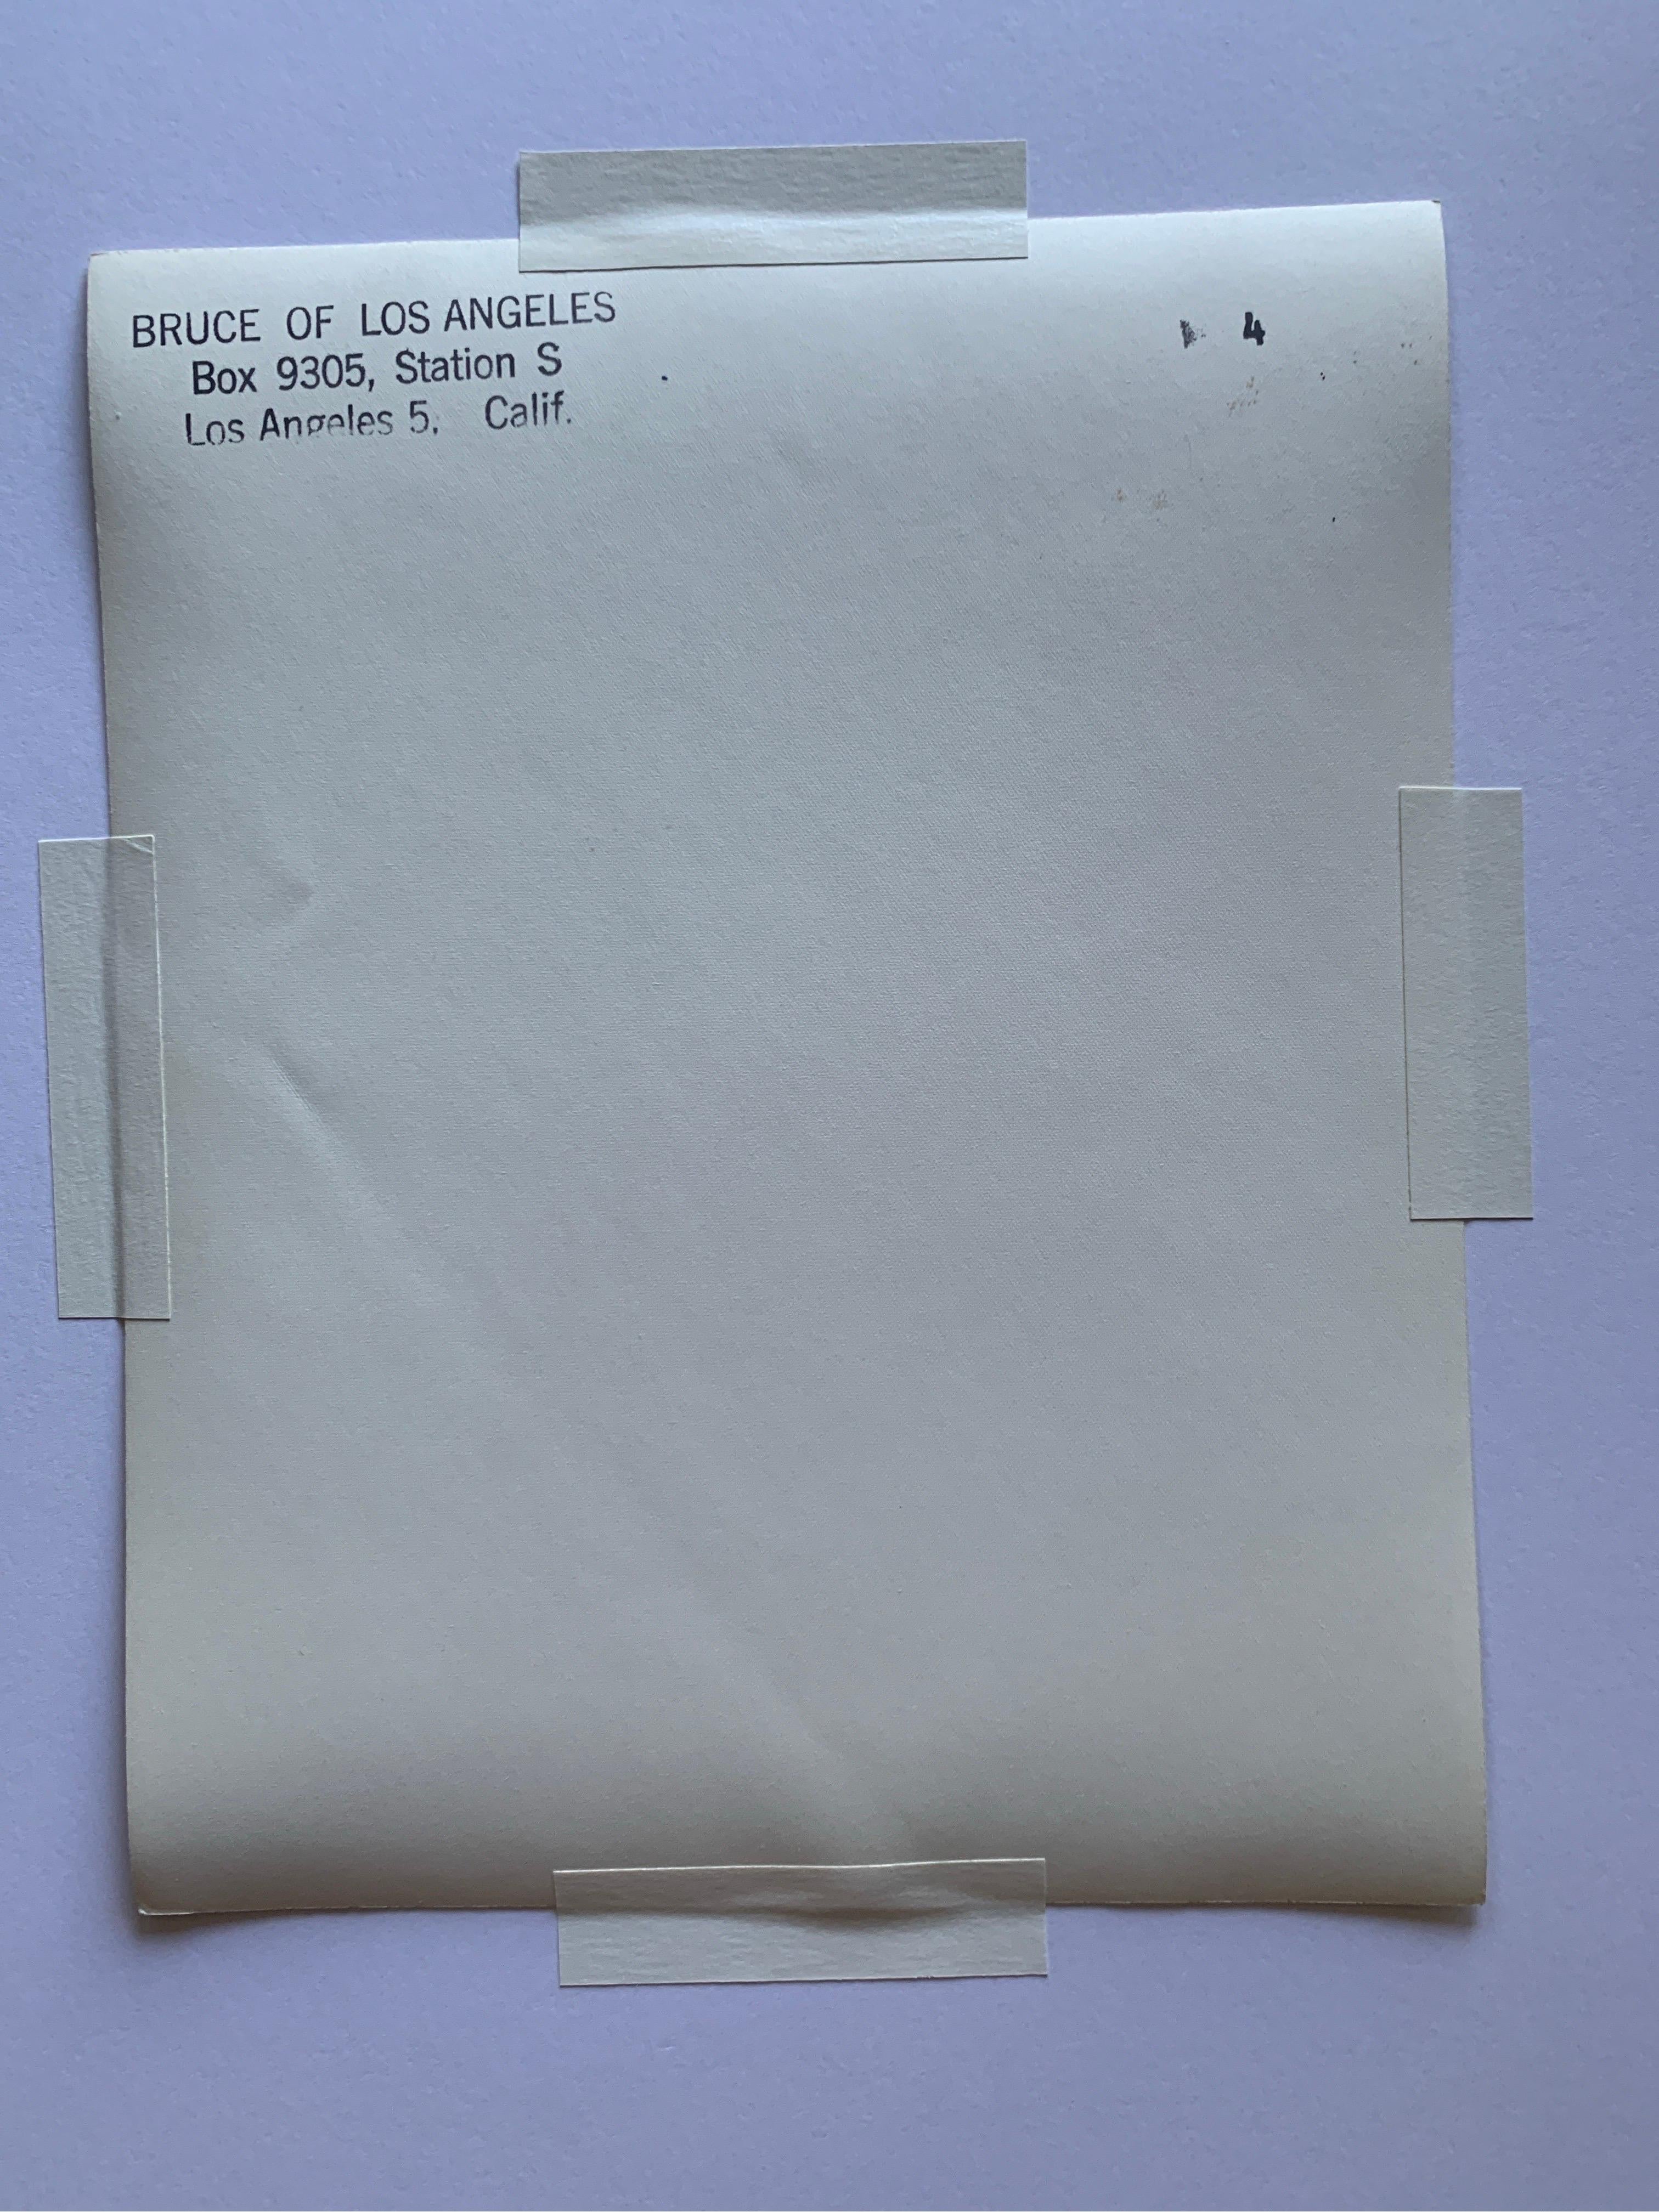 BRUCE OF LOS ANGELES
4
Box 9305, Station S
Los Angeles 5, Calif.